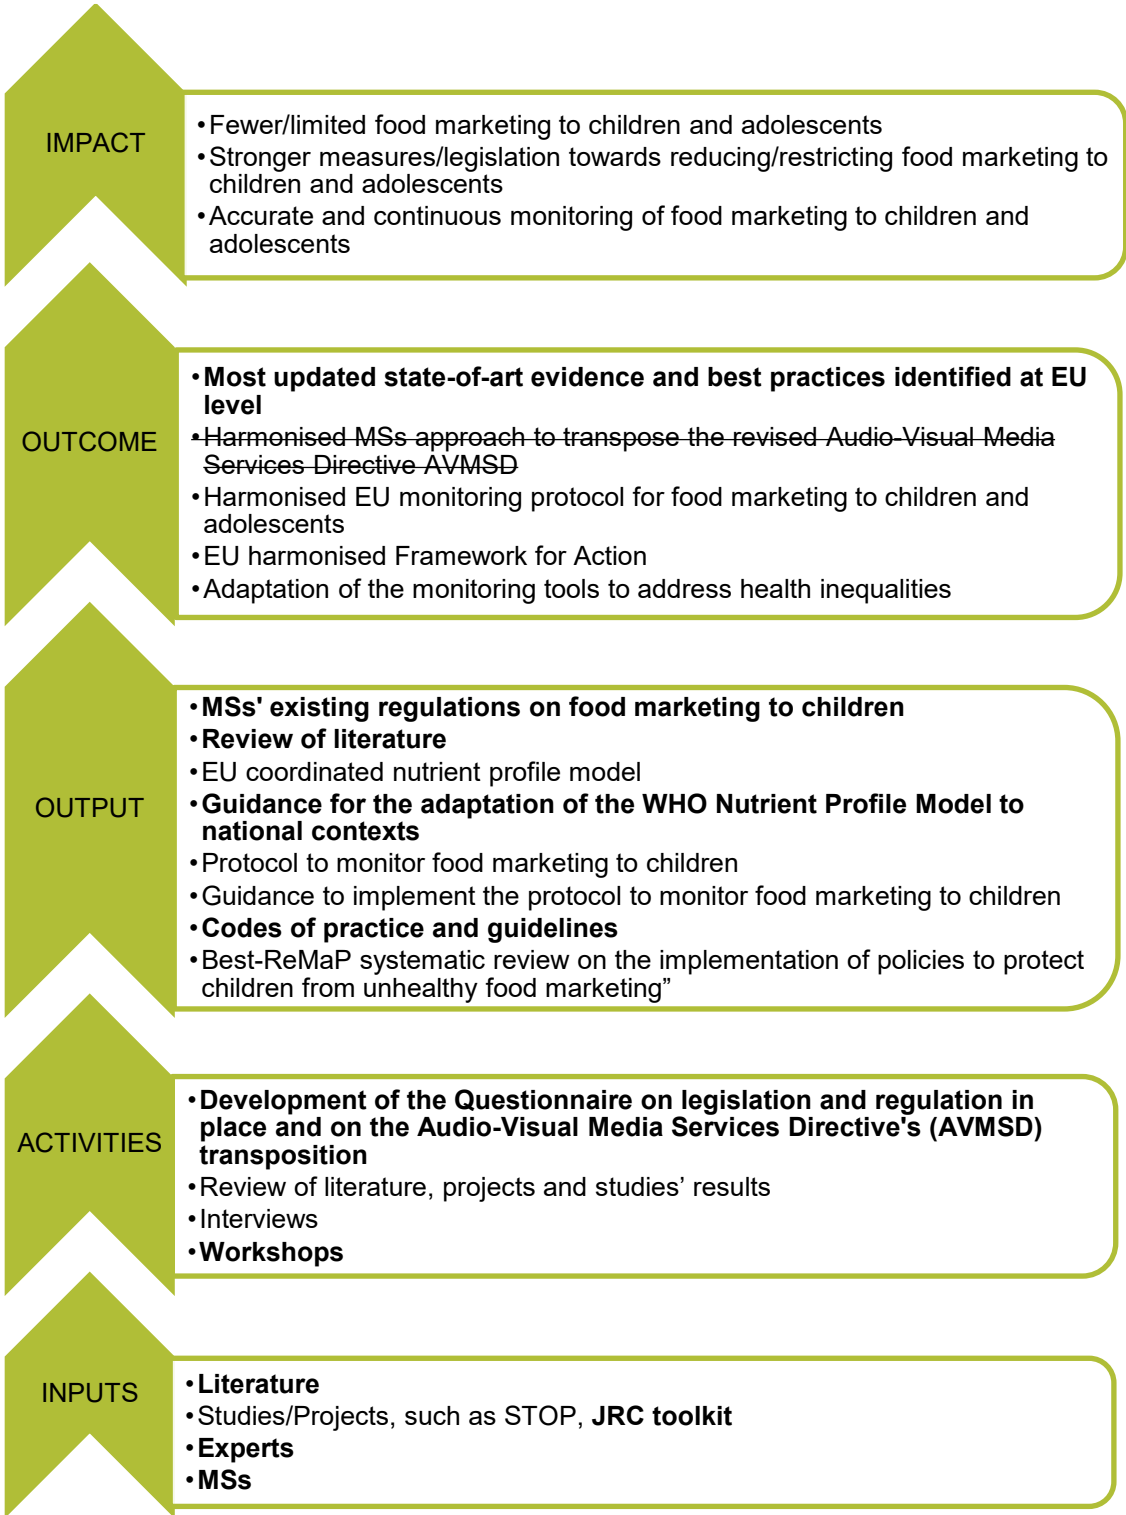 IMPACT
•Fewer/limited food marketing to children and adolescents
•Stronger measures/legislation towards reducing/restricting food marketing to
children and adolescents
•Accurate and continuous monitoring of food marketing to children and
adolescents
OUTCOME
•Most updated state-of-art evidence and best practices identified at EU
level
•Harmonised MSs approach to transpose the revised Audio-Visual Media
Services Directive AVMSD
•Harmonised EU monitoring protocol for food marketing to children and
adolescents
•EU harmonised Framework for Action
•Adaptation of the monitoring tools to address health inequalities
OUTPUT
•MSs' existing regulations on food marketing to children
•Review of literature
•EU coordinated nutrient profile model
•Guidance for the adaptation of the WHO Nutrient Profile Model to
national contexts
•Protocol to monitor food marketing to children
•Guidance to implement the protocol to monitor food marketing to children
•Codes of practice and guidelines
•Best-ReMaP systematic review on the implementation of policies to protect
children from unhealthy food marketing”
ACTIVITIES
•Development of the Questionnaire on legislation and regulation in
place and on the Audio-Visual Media Services Directive's (AVMSD)
transposition
•Review of literature, projects and studies’ results
•Interviews
•Workshops
INPUTS
•Literature
•Studies/Projects, such as STOP, JRC toolkit
•Experts
•MSs